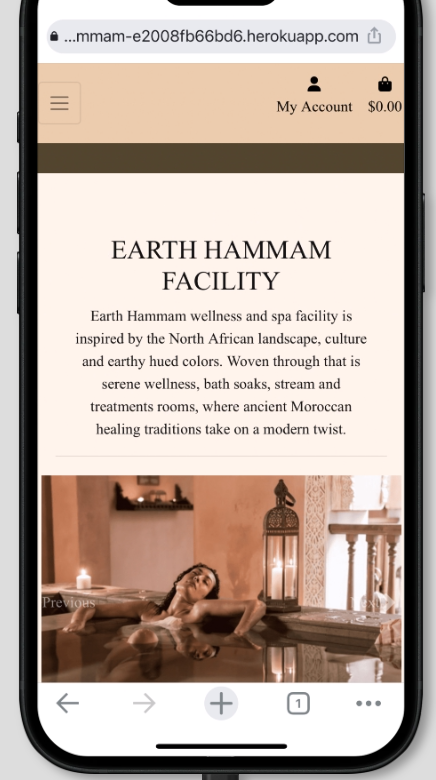 ...mmam-e2008fb66bd6.herokuapp.com
My Account $0.00
EARTH HAMMAM
FACILITY
Earth Hammam wellness and spa facility is
inspired by the North African landscape, culture
and earthy hued colors. Woven through that is
serene wellness, bath soaks, stream and
treatments rooms, where ancient Moroccan
healing traditions take on a modern twist.
Previous
1